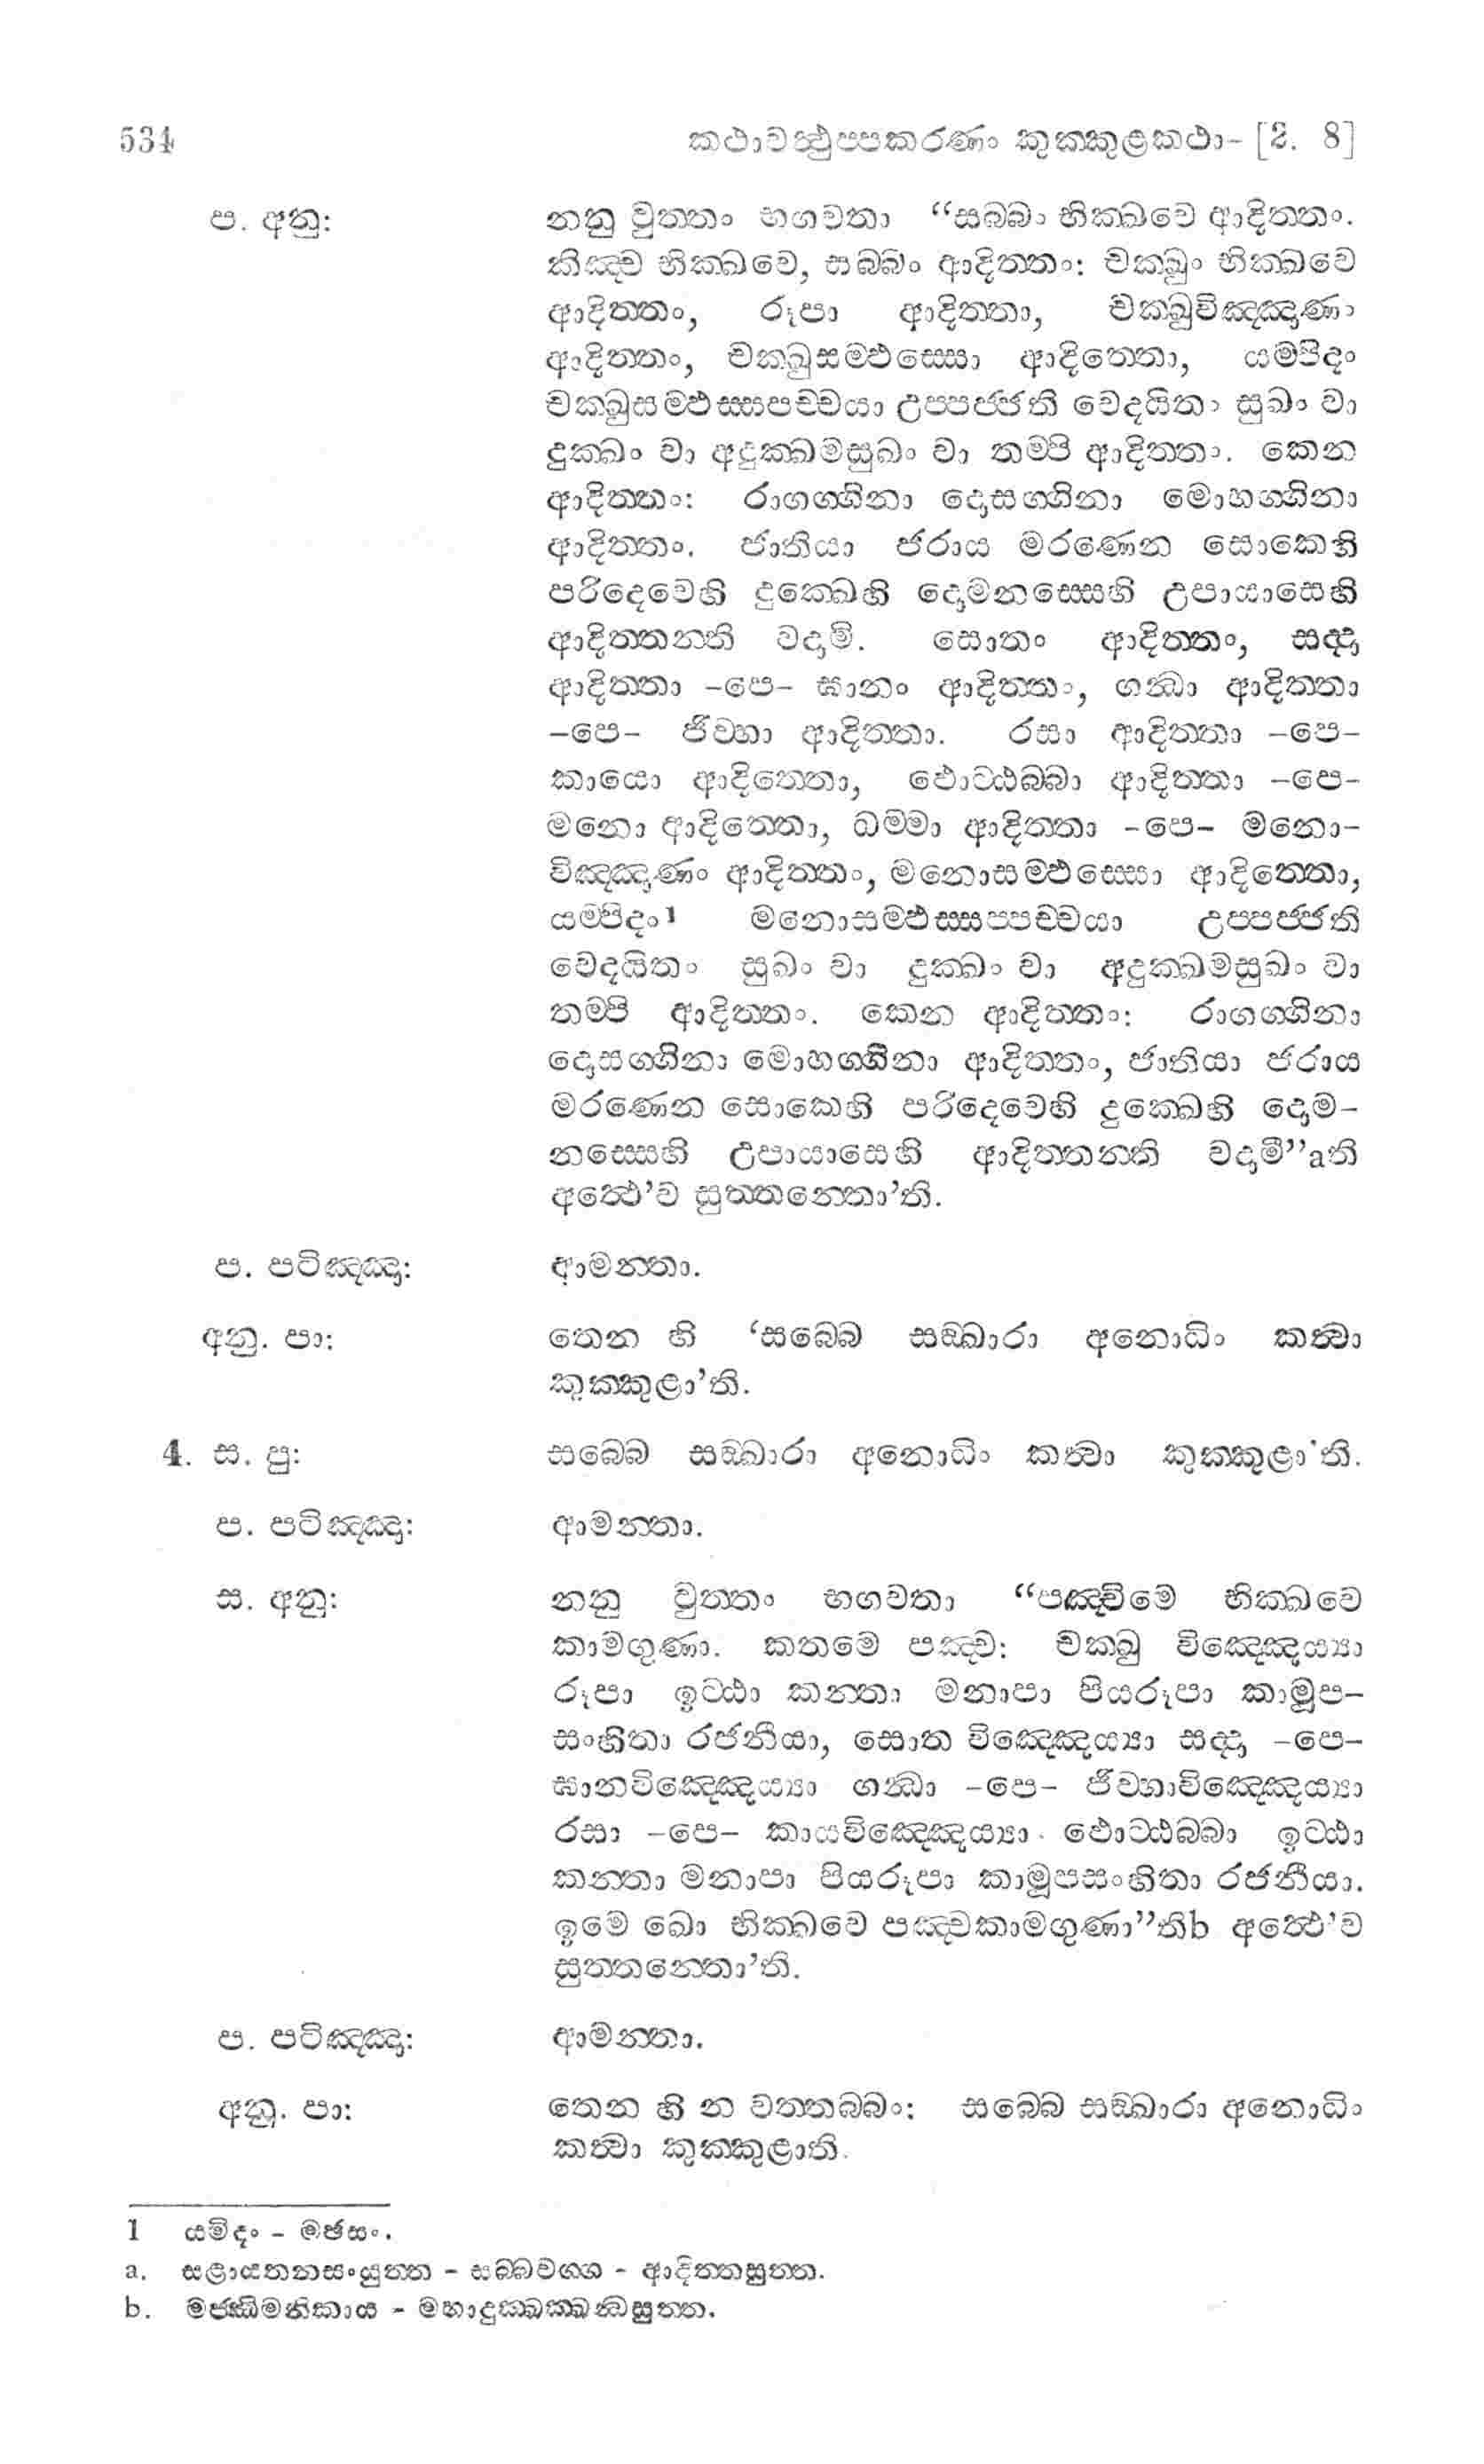 534 කථාවත්‍ථුප්පකරණං කුක්කුළකථා- [2. 8]
ප. අනු: නනු වුත්තං භගවතා “සබ්බං භික්ඛවෙ ආදිත්තං.
කිඤ්ච භික්ඛවෙ, සබ්බං ආදිත්තං: චක්ඛුං භික්ඛවෙ
ආදිත්තං, රූපා ආදිත්තා, චක්ඛුවිඤ්ඤාණං
ආදිත්තං, චක්ඛුසම්ඵස්සො ආදිත්තො, යම්පිදං
චක්ඛුසම්ඵස්සපච්චයා උප්පජ්ජති වෙදයිතං සුඛං වා
දුක්ඛං වා අදුක්ඛමසුඛං වා තම්පි ආදිත්තං. කෙන
ආදිත්තං: රාගග්ගිනා දොසග්ගිනා මොහග්ගිනා
ආදිත්තං. ජාතියා ජරාය මරණෙන සොකෙහි
පරිදෙවෙහි දුක්ඛෙහි දොමනස්සෙහි උපායාසෙහි
ආදිත්තන්ති වදාමි. සොතං ආදිත්තං, සද්දා
ආදිත්තා -පෙ- ඝානං ආදිත්තං, ගන්ධා ආදිත්තා
-පෙ- ජිව්හා ආදිත්තා. රසා ආදිත්තා -පෙ-
කායො ආදිත්තො, ඵොට්ඨබ්බා ආදිත්තා -පෙ-
මනො ආදිත්තො, ධම්මා ආදිත්තා -පෙ- මනො-
විඤ්ඤාණං ආදිත්තං, මනොසම්ඵස්සො ආදිත්තො,
යම්පිදං1 මනොසම්ඵස්සප්පච්චයා උප්පජ්ජති
වෙදයිතං සුඛං වා දුක්ඛං වා අදුක්ඛමසුඛං වා
තම්පි ආදිත්තං. කෙන ආදිත්තං: රාගග්ගිනා
දොසග්ගිනා මොහග්ගිනා ආදිත්තං, ජාතියා ජරාය
මරණෙන සොකෙහි පරිදෙවෙහි දුක්ඛෙහි දොම-
නස්සෙහි උපායාසෙහි ආදිත්තන්ති වදාමී”aති
අත්‍ථෙ’ව සුත්තන්තො’ති.
ප. පටිඤ්ඤා: ආමන්තා.
අනු. පා: තෙන හි ‘සබ්බෙ සඞ්ඛාරා අනොධිං කත්‍වා
කුක්කුළා’ති.
4. ස. පු: සබ්බෙ සඞ්ඛාරා අනොධිං කත්‍වා කුක්කුළා'ති.
ප. පටිඤ්ඤා: ආමන්තා.
ස. අනු: නනු වුත්තං භගවතා “පඤ්චිමෙ භික්ඛවෙ
කාමගුණා. කතමෙ පඤ්ච: චක්ඛු විඤ්ඤෙය්‍යා
රූපා ඉට්ඨා කන්තා මනාපා පියරූපා කාමූප-
සංහිතා රජනීයා, සොත විඤ්ඤෙය්‍යා සද්දා -පෙ-
ඝානවිඤ්ඤෙය්‍යා ගන්ධා -පෙ- ජිව්හාවිඤ්ඤෙය්‍යා
රසා -පෙ- කායවිඤ්ඤෙය්‍යා ඵොට්ඨබ්බා ඉට්ඨා
කන්තා මනාපා පියරූපා කාමූපසංහිතා රජනීයා.
ඉමෙ ඛො භික්ඛවෙ පඤ්චකාමගුණා”තිb අත්‍ථෙ’ව
සුත්තන්තො’ති.
ප. පටිඤ්ඤා: ආමන්තා.
අනු. පා: තෙන හි න වත්තබ්බං: සබ්බෙ සඞ්ඛාරා අනොධිං
කත්‍වා කුක්කුළාති.
1 යමිදං - මඡසං.
a. සළායතනසංයුත්ත - සබ්බවග්ග - ආදිත්තසුත්ත.
b. මජ්ඣිමනිකාය - මහාදුක්ඛක්ඛන්ධසුත්ත.